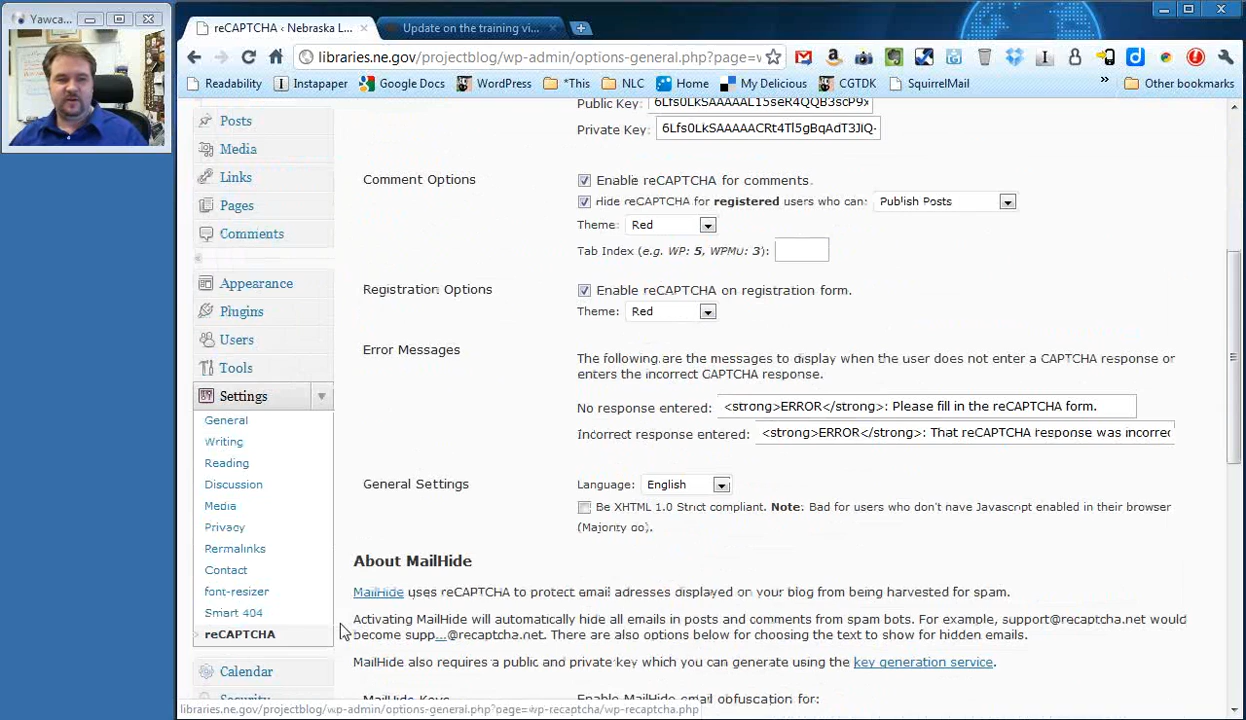 Yawca...
reCAPTCHA ‹ Nebraska L...
Update on the training vi...
libraries.ne.gov/projectblog/wp-admin/options-general.php?page=v
Readability
Instapaper
Google Docs
WordPress
*This
NLC
Home
My Delicious
CGTDK
SquirrelMail
Other bookmarks
Posts
Media
Links
Pages
Comments
Appearance
Plugins
Users
Tools
Settings
General
Writing
Reading
Discussion
Media
Privacy
Permalinks
Contact
font-resizer
Smart 404
reCAPTCHA
Calendar
Security
Public Key:
Private Key:
Comment Options
Enable reCAPTCHA for comments.
Hide reCAPTCHA for registered users who can: Publish Posts
Theme: Red
Tab Index (e.g. WP: 5, WPMU: 3):
Registration Options
Enable reCAPTCHA on registration form.
Theme: Red
Error Messages
The following are the messages to display when the user does not enter a CAPTCHA response or
enters the incorrect CAPTCHA response.
No response entered: <strong>ERROR</strong>: Please fill in the reCAPTCHA form.
Incorrect response entered: <strong>ERROR</strong>: That reCAPTCHA response was incorrec
General Settings
Language: English
Be XHTML 1.0 Strict compliant. Note: Bad for users who don't have Javascript enabled in their browser
(Majority do).
About MailHide
MailHide uses reCAPTCHA to protect email adresses displayed on your blog from being harvested for spam.
Activating MailHide will automatically hide all emails in posts and comments from spam bots. For example, support@recaptcha.net would
become supp...@recaptcha.net. There are also options below for choosing the text to show for hidden emails.
MailHide also requires a public and private key which you can generate using the key generation service.
MailHide Keys
Enable MailHide email obfuscation for:
libraries.ne.gov/projectblog/wp-admin/options-general.php?page=wp-recaptcha/wp-recaptcha.php